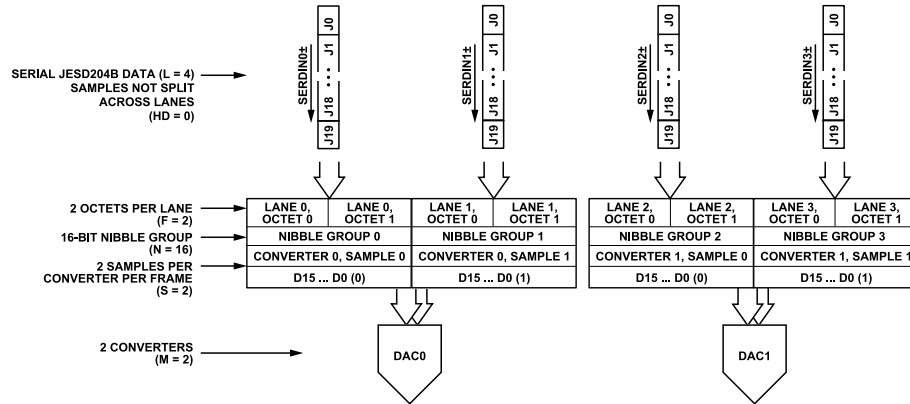 J0
J1
J18
J19
SERDIN0±
J0
J1
J18
J19
SERDIN1±
J0
J1
J18
J19
SERDIN2±
J0
J1
J18
J19
SERDIN3±
SERIAL JESD204B DATA (L = 4)
SAMPLES NOT SPLIT
ACROSS LANES
(HD = 0)
2 OCTETS PER LANE
(F = 2)
LANE 0,
OCTET 0
LANE 0,
OCTET 1
LANE 1,
OCTET 0
LANE 1,
OCTET 1
LANE 2,
OCTET 0
LANE 2,
OCTET 1
LANE 3,
OCTET 0
LANE 3,
OCTET 1
16-BIT NIBBLE GROUP
(N = 16)
NIBBLE GROUP 0
NIBBLE GROUP 1
NIBBLE GROUP 2
NIBBLE GROUP 3
2 SAMPLES PER
CONVERTER PER FRAME
(S = 2)
CONVERTER 0, SAMPLE 0
CONVERTER 0, SAMPLE 1
CONVERTER 1, SAMPLE 0
CONVERTER 1, SAMPLE 1
D15 ... D0 (0)
D15 ... D0 (1)
D15 ... D0 (0)
D15 ... D0 (1)
2 CONVERTERS
(M = 2)
DAC0
DAC1